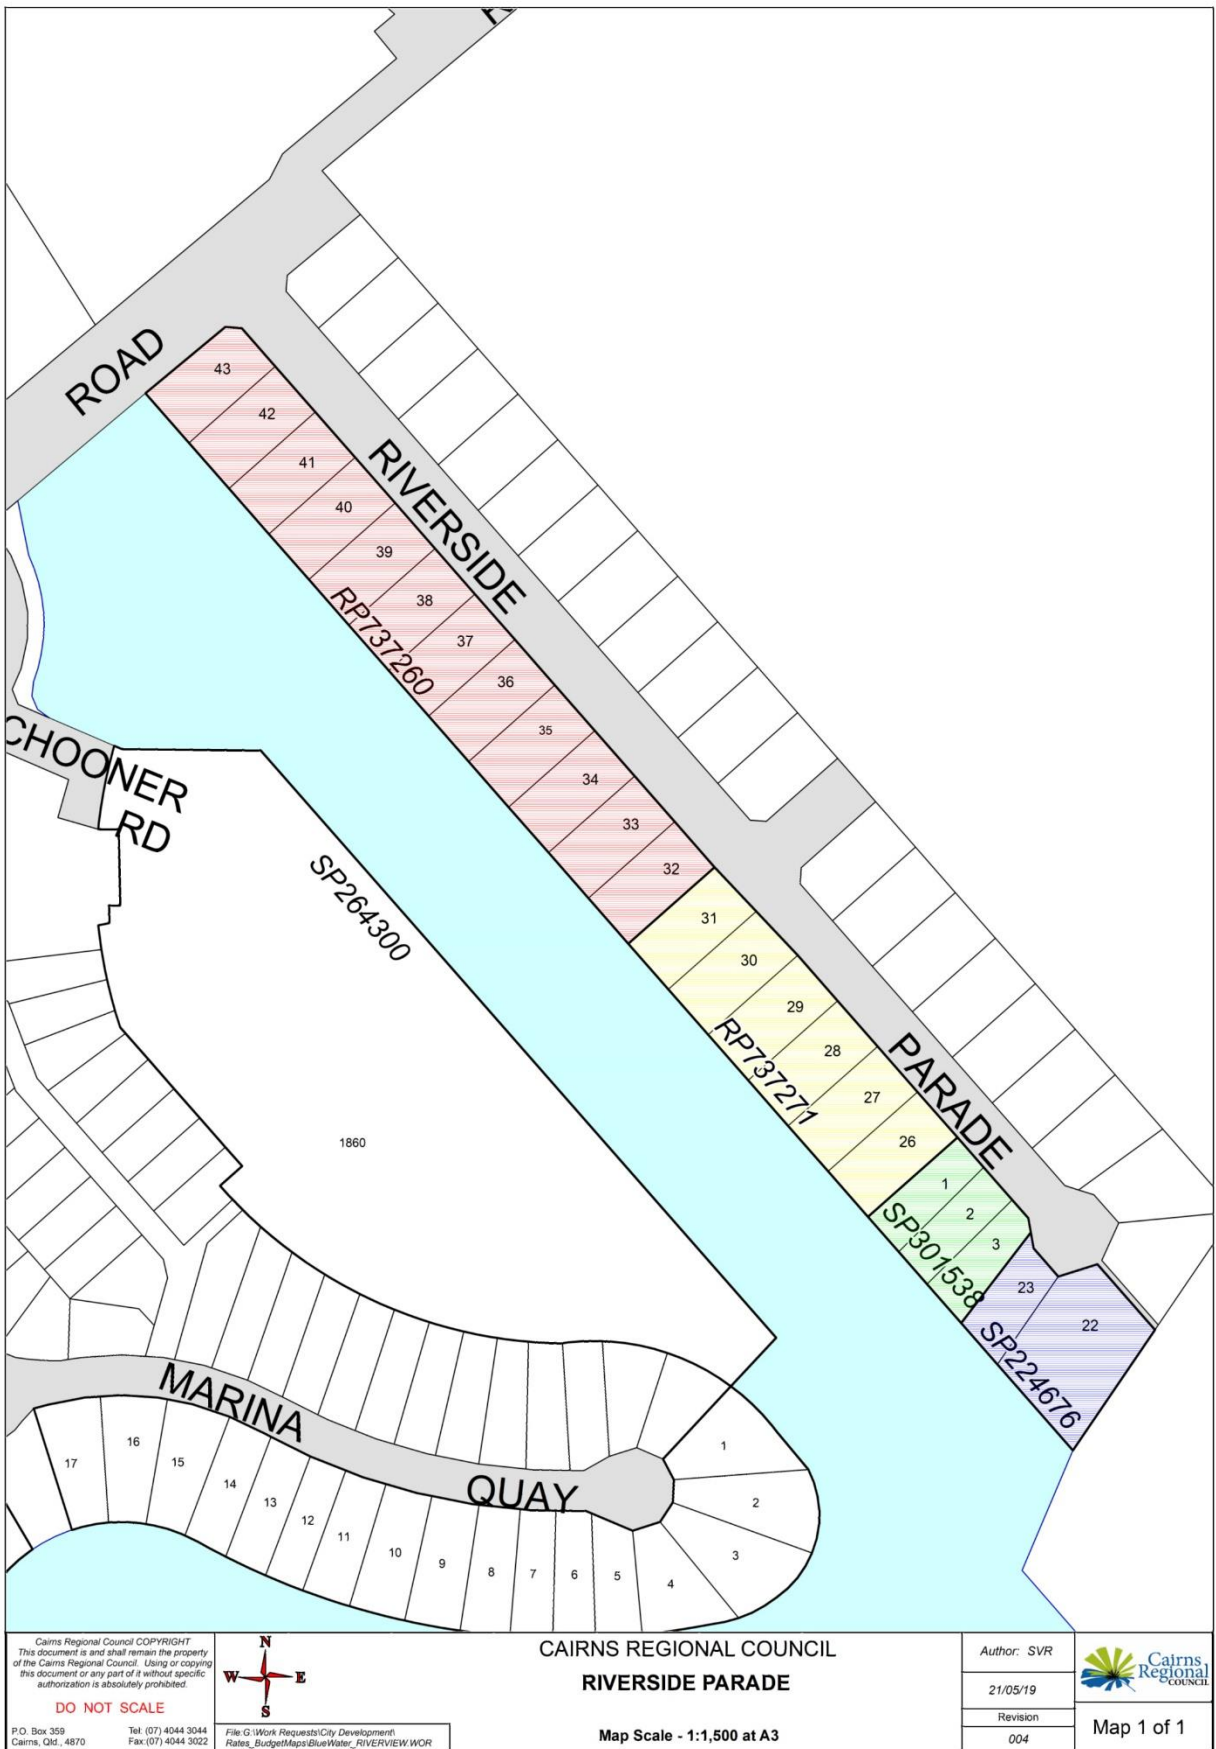 ROAD
RIVERSIDE
PARADE
43
42
41
40
39
38
37
36
35
34
33
32
RP737260
31
30
29
28
27
26
RP737271
1
2
3
SP301538
23
22
SP224676
CHOONER
RD
SP264300
1860
MARINA
QUAY
17
16
15
14
13
12
11
10
9
8
7
6
5
4
3
2
1
Cairns Regional Council COPYRIGHT
This document is and shall remain the property
of the Cairns Regional Council. Using or copying
this document or any part of it without specific
authorization is absolutely prohibited.
DO NOT SCALE
P.O. Box 359
Cairns, Qld., 4870
Tel: (07) 4044 3044
Fax:(07) 4044 3022
N
W E
S
File:G:\Work Requests\City Development\
Rates_BudgetMaps\BlueWater_RIVERVIEW.WOR
CAIRNS REGIONAL COUNCIL
RIVERSIDE PARADE
Map Scale - 1:1,500 at A3
Author: SVR
21/05/19
Revision
004
Cairns
Regional
COUNCIL
Map 1 of 1